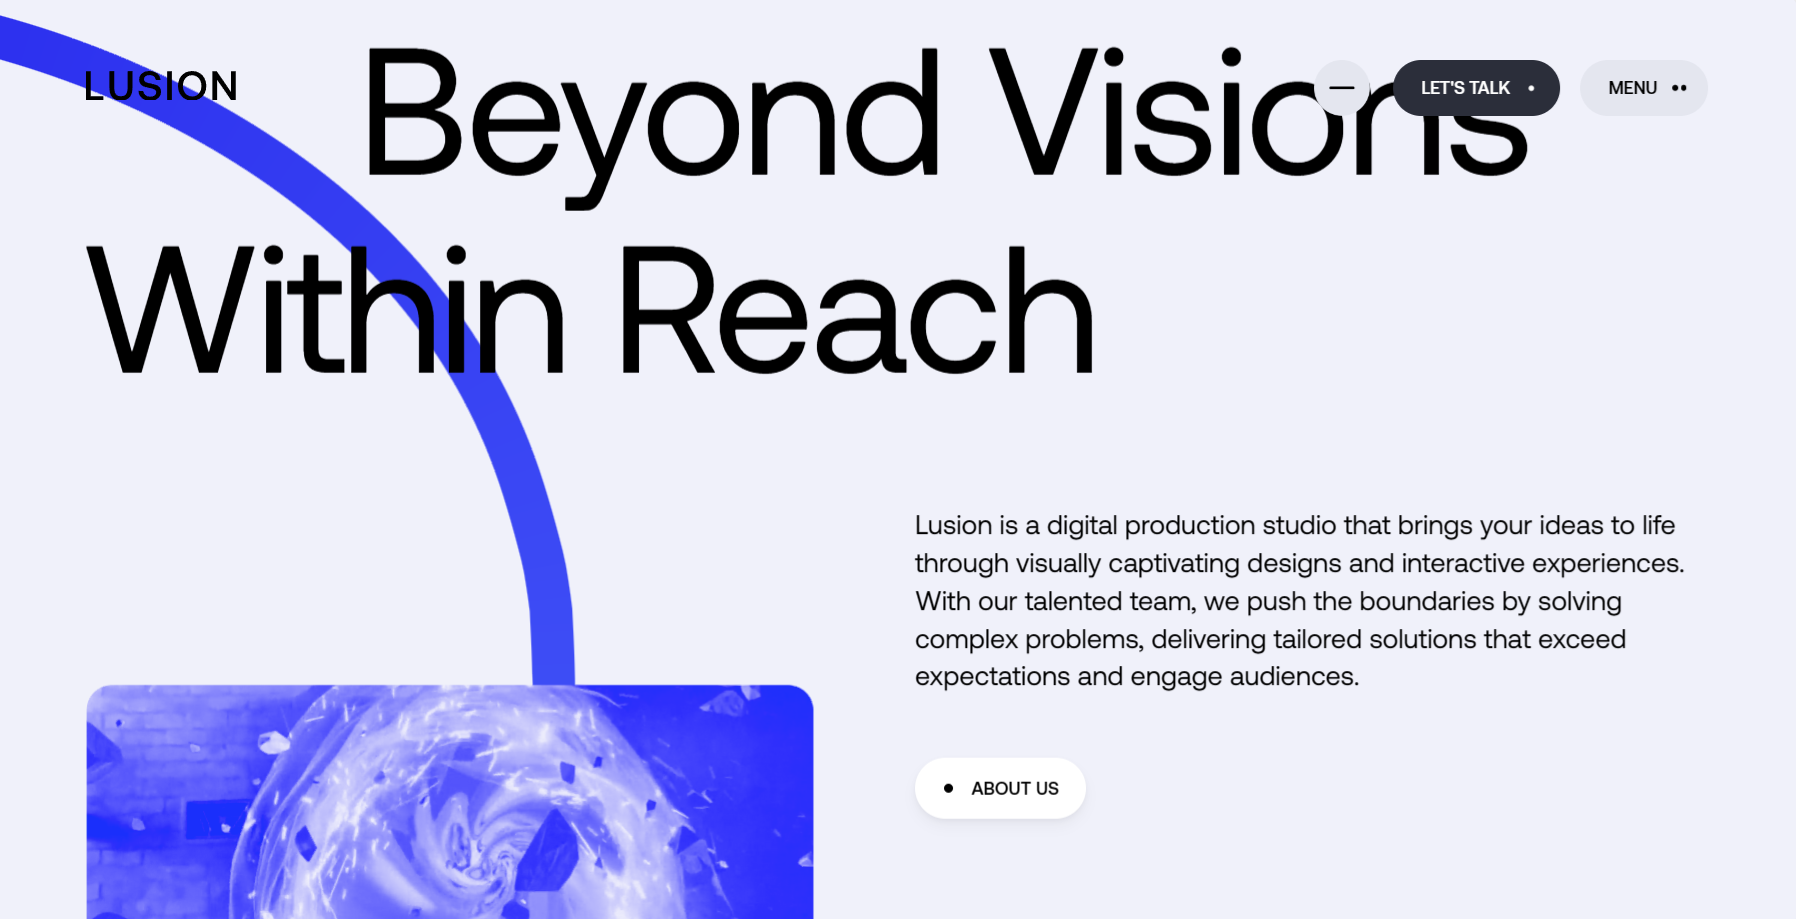 LUSION
Beyond Visions
LET'S TALK
MENU
Within Reach
Lusion is a digital production studio that brings your ideas to life
through visually captivating designs and interactive experiences.
With our talented team, we push the boundaries by solving
complex problems, delivering tailored solutions that exceed
expectations and engage audiences.
ABOUT US